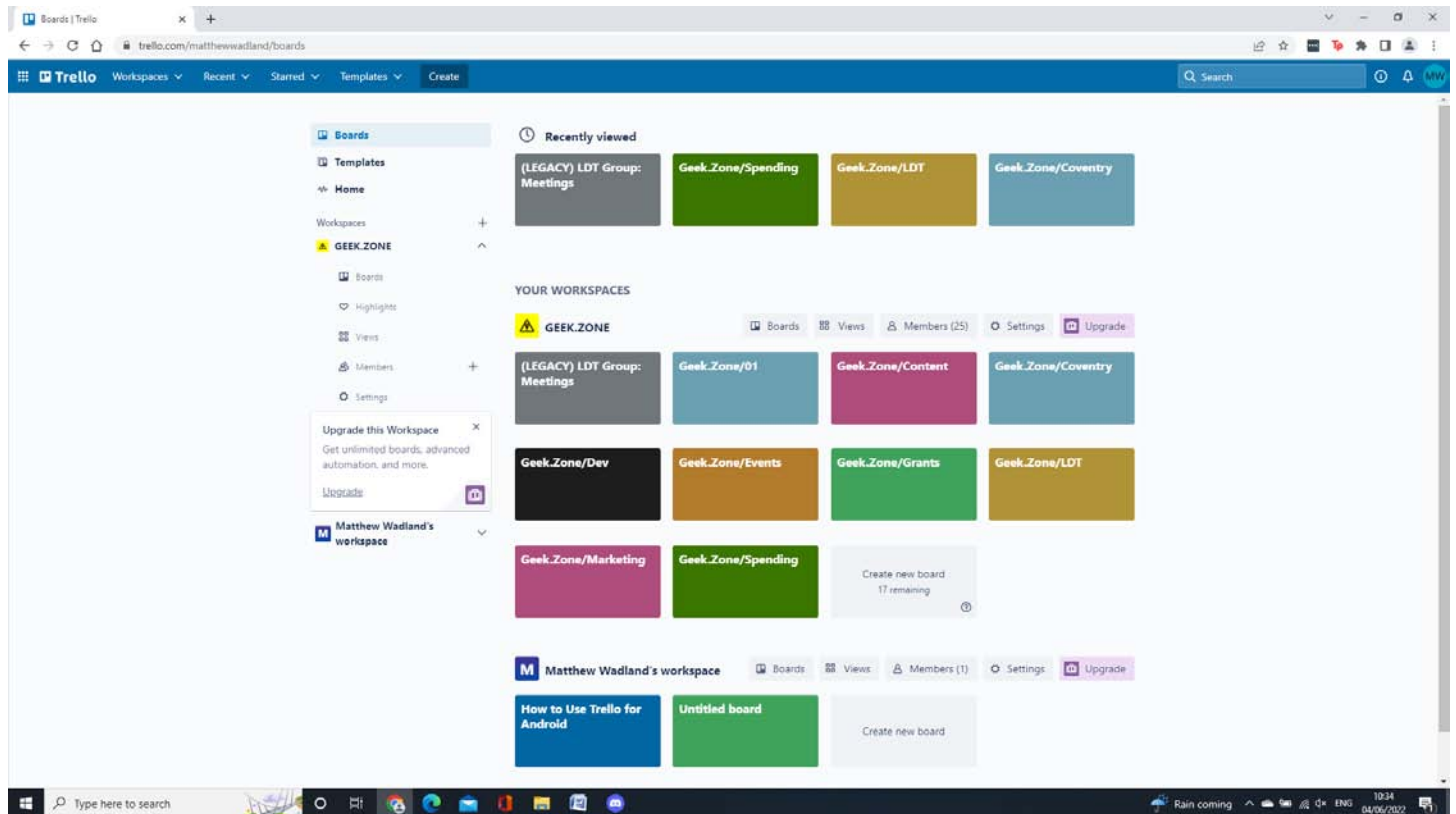 Boards | Trello
trello.com/matthewwadland/boards
Trello Workspaces Recent Starred Templates Create Search MW
Boards
Templates
Home
Workspaces
GEEK.ZONE
Boards
Highlights
Views
Members
Settings
Upgrade this Workspace
Get unlimited boards, advanced
automation, and more.
Upgrade
M Matthew Wadland's
workspace
Recently viewed
(LEGACY) LDT Group:
Meetings
Geek.Zone/Spending
Geek.Zone/LDT
Geek.Zone/Coventry
YOUR WORKSPACES
GEEK.ZONE Boards Views Members (25) Settings Upgrade
(LEGACY) LDT Group:
Meetings
Geek.Zone/01
Geek.Zone/Content
Geek.Zone/Coventry
Geek.Zone/Dev
Geek.Zone/Events
Geek.Zone/Grants
Geek.Zone/LDT
Geek.Zone/Marketing
Geek.Zone/Spending
Create new board
17 remaining
M Matthew Wadland's workspace Boards Views Members (1) Settings Upgrade
How to Use Trello for
Android
Untitled board
Create new board
Type here to search
Rain coming
ENG
10:34
04/06/2022